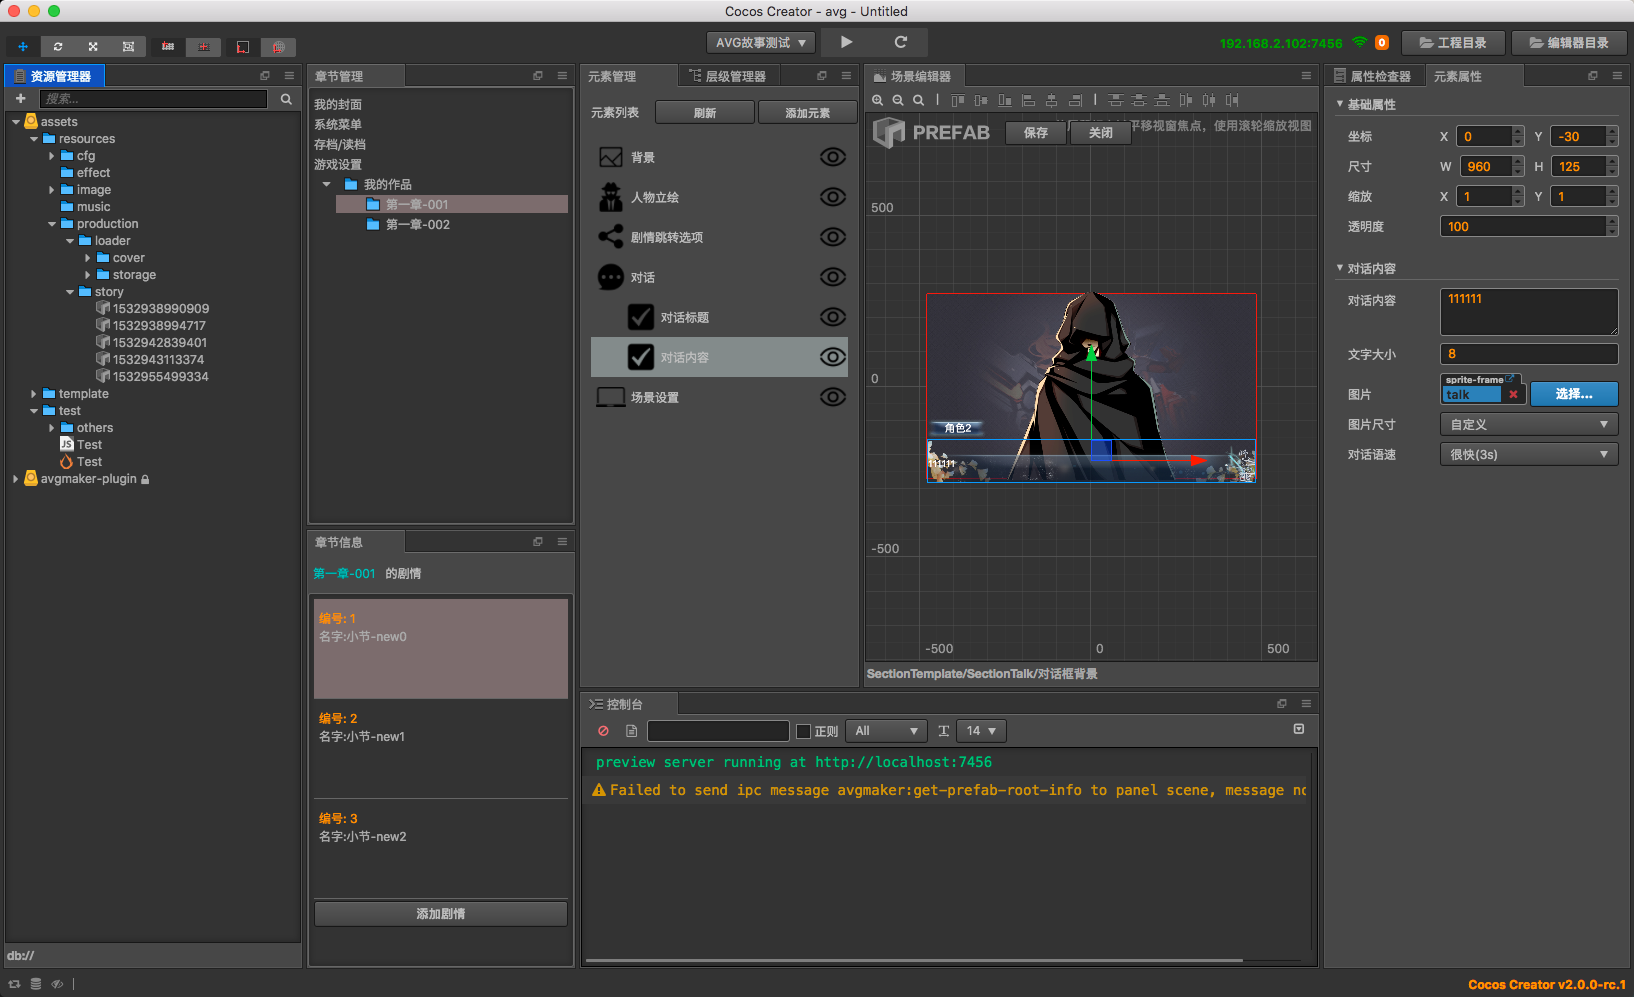 Cocos Creator - avg - Untitled
AVG故事测试
192.168.2.102:7456
0
工程目录
编辑器目录
资源管理器
搜索...
assets
resources
cfg
effect
image
music
production
loader
cover
storage
story
1532938990909
1532938994717
1532942839401
1532943113374
1532955499334
template
test
others
JS
Test
Test
avgmaker-plugin
db://
章节管理
我的封面
系统菜单
存档/读档
游戏设置
我的作品
第一章-001
第一章-002
章节信息
第一章-001 的剧情
编号: 1
名字:小节-new0
编号: 2
名字:小节-new1
编号: 3
名字:小节-new2
添加剧情
元素管理
层级管理器
元素列表
刷新
添加元素
背景
人物立绘
剧情跳转选项
对话
对话标题
对话内容
场景设置
场景编辑器
PREFAB
保存
关闭
平移视窗焦点，使用滚轮缩放视图
500
0
-500
-500
0
500
角色2
111111
SectionTemplate/SectionTalk/对话框背景
控制台
正则
All
14
preview server running at http://localhost:7456
Failed to send ipc message avgmaker:get-prefab-root-info to panel scene, message no
属性检查器
元素属性
基础属性
坐标 X 0 Y -30
尺寸 W 960 H 125
缩放 X 1 Y 1
透明度 100
对话内容
对话内容 111111
文字大小 8
图片 sprite-frame talk 选择...
图片尺寸 自定义
对话语速 很快(3s)
Cocos Creator v2.0.0-rc.1